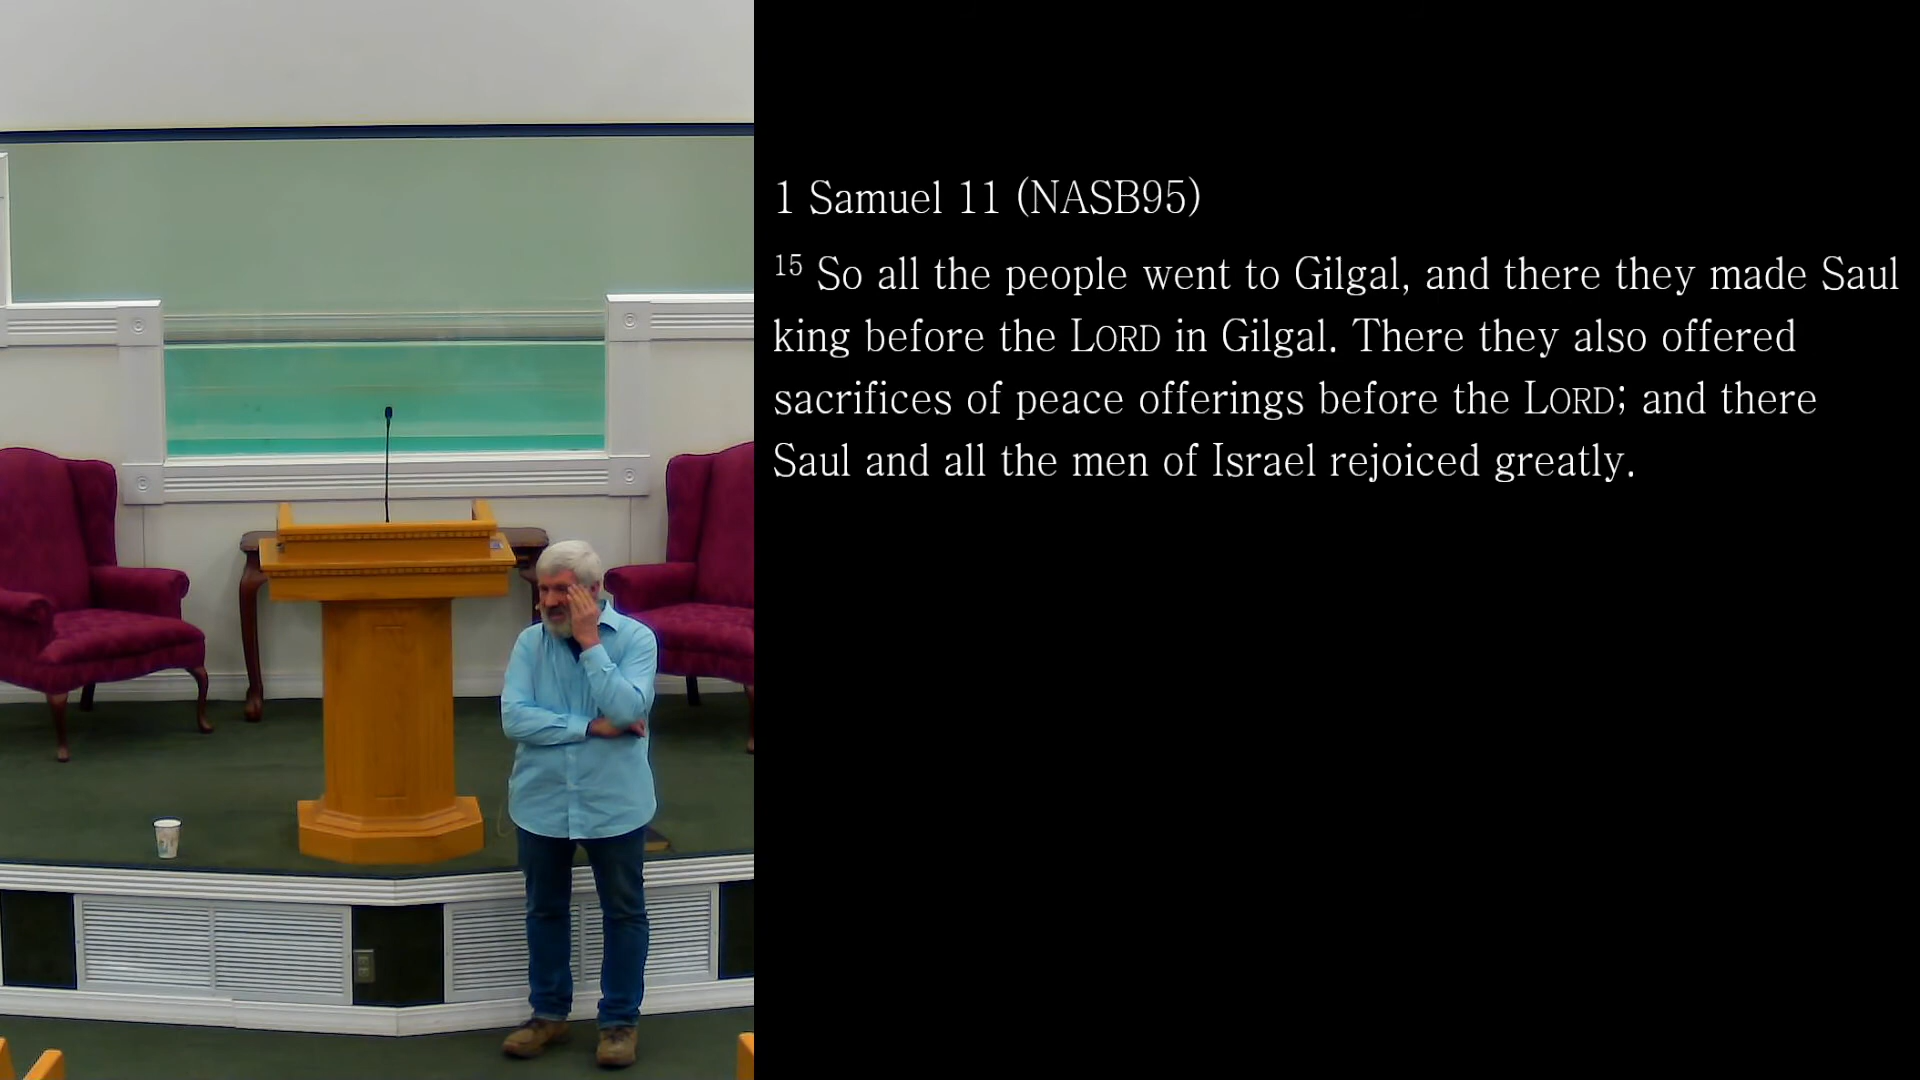 1 Samuel 11 (NASB95)
15 So all the people went to Gilgal, and there they made Saul
king before the LORD in Gilgal. There they also offered
sacrifices of peace offerings before the LORD; and there
Saul and all the men of Israel rejoiced greatly.